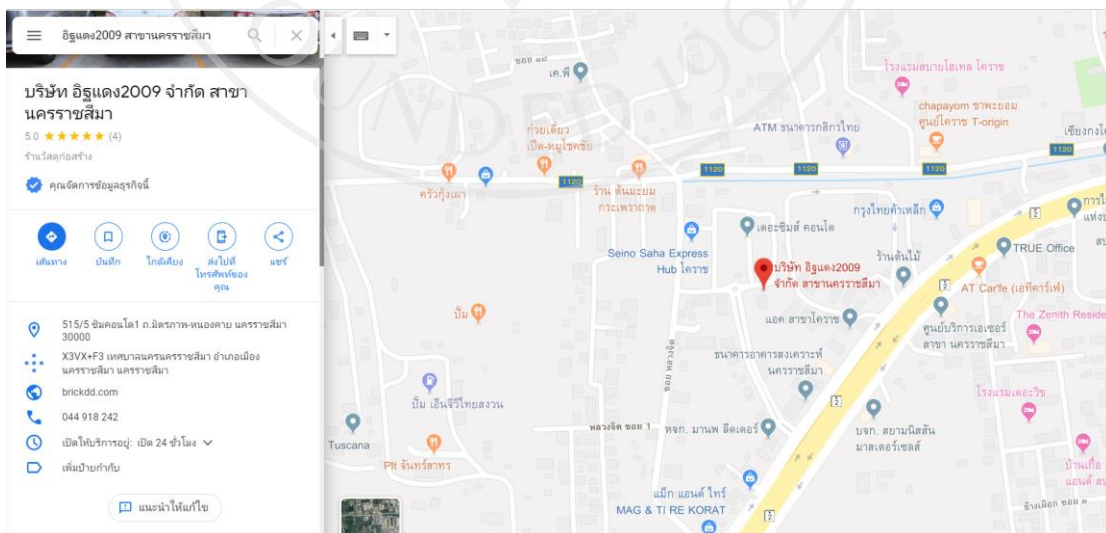 อิฐแดง2009 สาขานครราชสีมา
บริษัท อิฐแดง2009 จำกัด สาขา
นครราชสีมา
5.0 ★★★★★ (4)
ร้านวัสดุก่อสร้าง
คุณจัดการข้อมูลธุรกิจนี้
เส้นทาง
บันทึก
ใกล้เคียง
ส่งไปที่
โทรศัพท์ของ
คุณ
แชร์
515/5 ซิมคอนโด1 ถ.มิตรภาพ-หนองคาย นครราชสีมา
30000
X3VX+F3 เทศบาลนครนครราชสีมา อำเภอเมือง
นครราชสีมา นครราชสีมา
brickdd.com
044 918 242
เปิดให้บริการอยู่: เปิด 24 ชั่วโมง
เพิ่มป้ายกำกับ
แนะนำให้แก้ไข
เค.พี
โรงแรมสบายโฮเทล โคราช
chapayom ชาพะยอม
ศูนย์โคราช T-origin
ATM ธนาคารกสิกรไทย
ก๋วยเตี๋ยว
เป็ด-หมูโชคชัย
1120
1120
1120
1120
1120
ครัวกุ้งเผา
ร้าน ต้นมะยม
กระเพราถาด
กรุงไทยค้าเหล็ก
เดอะซิมส์ คอนโด
Seino Saha Express
Hub โคราช
ร้านต้นไม้
TRUE Office
บริษัท อิฐแดง2009
จำกัด สาขานครราชสีมา
AT Car'fe (เอทีคาร์เฟ่)
The Zenith Reside
ปั้ม
แอค สาขาโคราช
ศูนย์บริการเอเซอร์
สาขา นครราชสีมา
ซอย หลวงจิต
ธนาคารอาคารสงเคราะห์
นครราชสีมา
โรงแรมเดอะริช
ปั๊ม เอ็นจีวีไทยสงวน
2
2
2
2
Tuscana
หลวงจิต ซอย 1
หจก. มานพ ลีดเดอร์
บจก. สยามนิสสัน
มาสเตอร์เซลส์
Plt จันทร์ลาทร
แม็ก แอนด์ ไทร์
MAG & TI RE KORAT